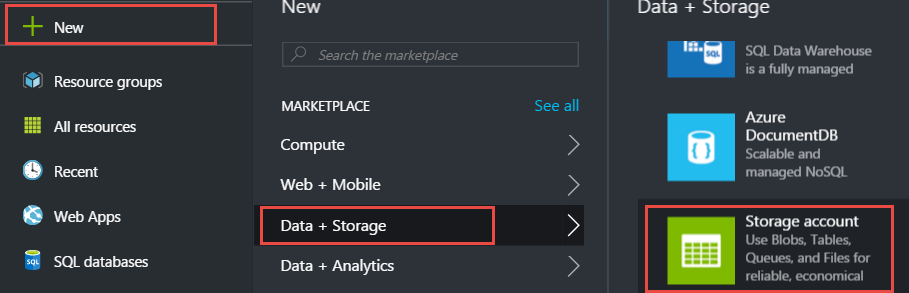 New
Resource groups
All resources
Recent
Web Apps
SQL databases
New
Search the marketplace
MARKETPLACE
See all
Compute
Web + Mobile
Data + Storage
Data + Analytics
Data + Storage
SQL
SQL Data Warehouse
is a fully managed
Azure
DocumentDB
Scalable and
managed NoSQL
Storage account
Use Blobs, Tables,
Queues, and Files for
reliable, economical